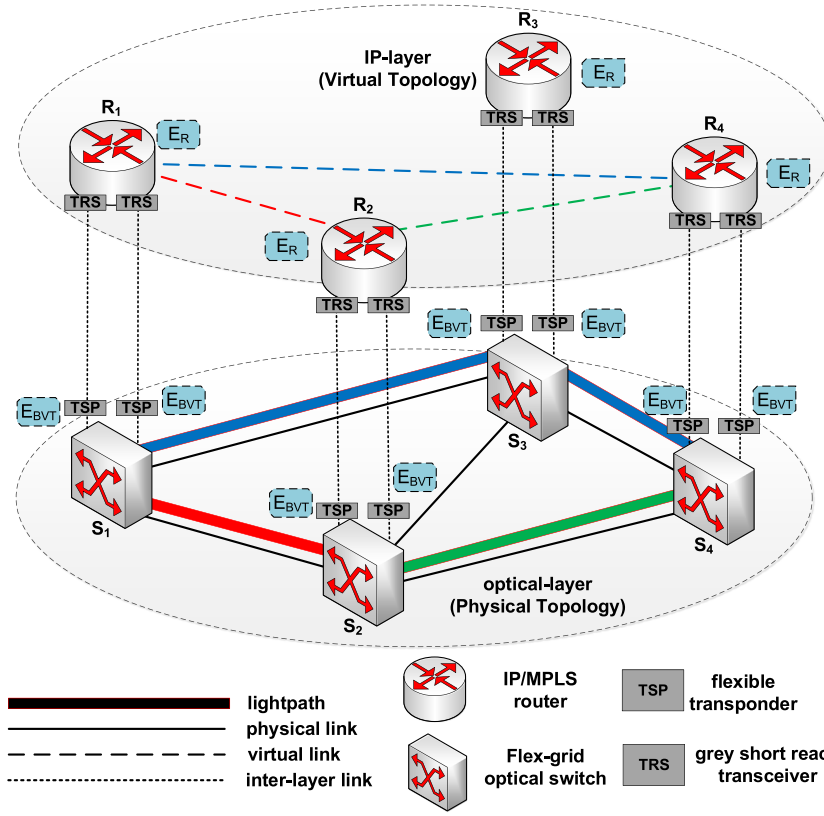 R3
IP-layer
(Virtual Topology)
ER
TRS TRS
R1
ER
R4
ER
TRS TRS
R2
TRS TRS
ER
TRS TRS
EBVT TSP TSP EBVT
EBVT TSP TSP EBVT
EBVT EBVT
TSP TSP
S3
EBVT
EBVT
TSP TSP
S1
S4
optical-layer
(Physical Topology)
S2
lightpath
physical link
virtual link
inter-layer link
IP/MPLS
router
Flex-grid
optical switch
TSP
flexible
transponder
TRS
grey short reac
transceiver